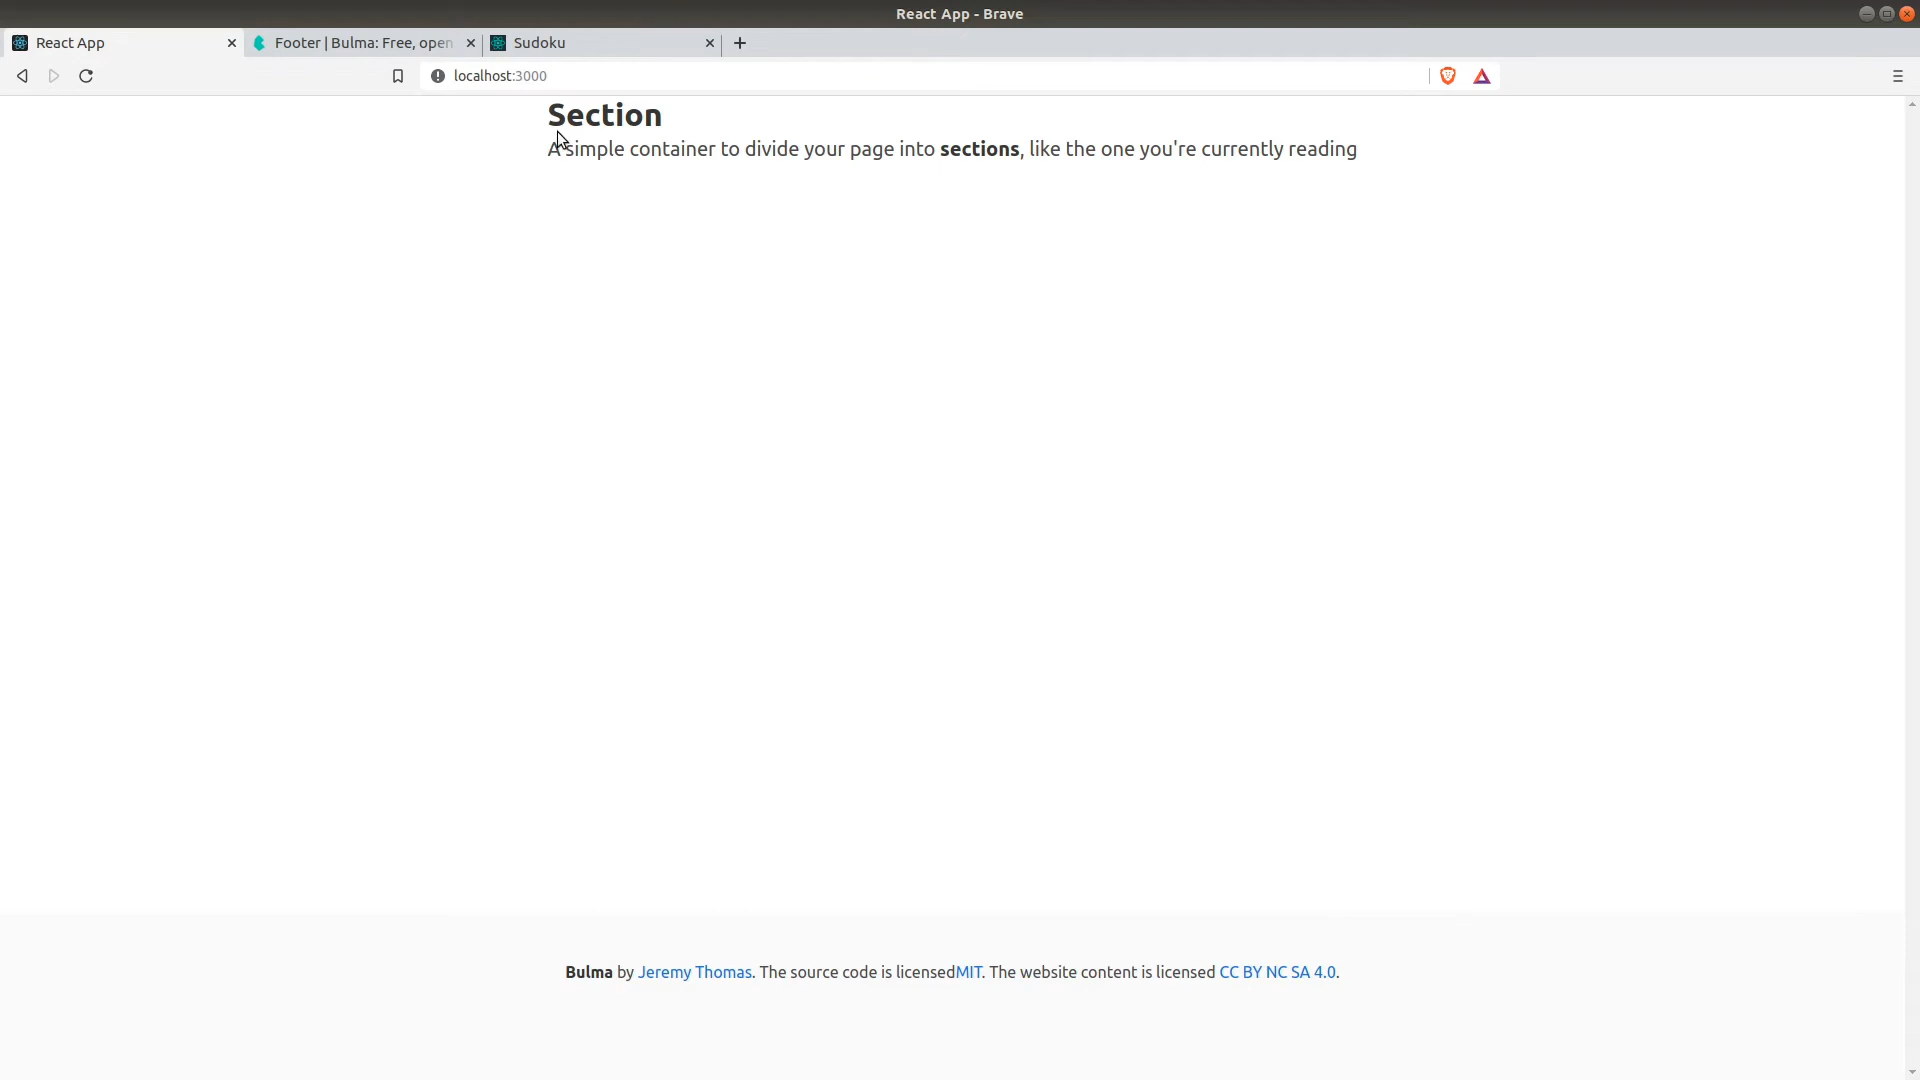 React App - Brave
React App
Footer | Bulma: Free, open
Sudoku
localhost:3000
Section
A simple container to divide your page into sections, like the one you're currently reading
Bulma by Jeremy Thomas. The source code is licensedMIT. The website content is licensed CC BY NC SA 4.0.